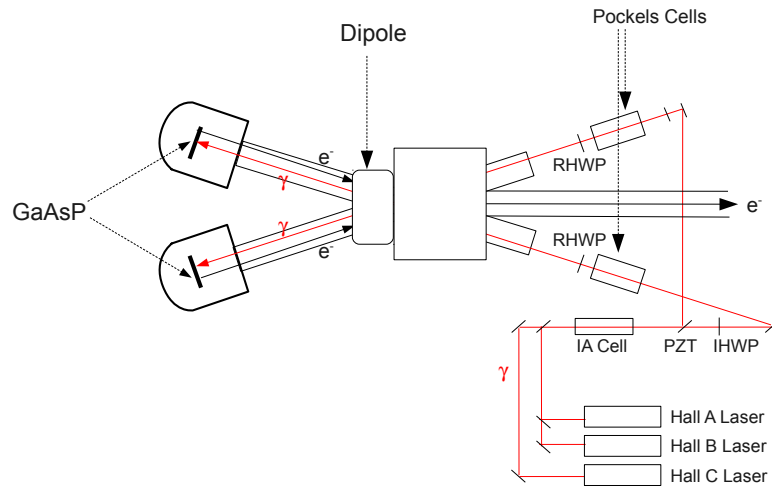 Pockels Cells
Dipole
e-
RHWP
γ
GaAsP
e-
γ
RHWP
e-
IA Cell
PZT
IHWP
γ
Hall A Laser
Hall B Laser
Hall C Laser